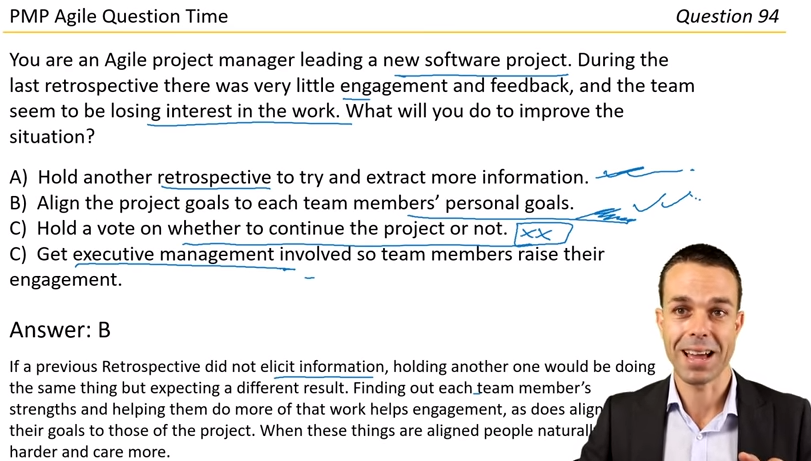 PMP Agile Question Time
Question 94
You are an Agile project manager leading a new software project. During the
last retrospective there was very little engagement and feedback, and the team
seem to be losing interest in the work. What will you do to improve the
situation?
A) Hold another retrospective to try and extract more information.
B) Align the project goals to each team members' personal goals.
C) Hold a vote on whether to continue the project or not. xx
C) Get executive management involved so team members raise their
engagement.
Answer: B
If a previous Retrospective did not elicit information, holding another one would be doing
the same thing but expecting a different result. Finding out each team member's
strengths and helping them do more of that work helps engagement, as does align
their goals to those of the project. When these things are aligned people natural
harder and care more.